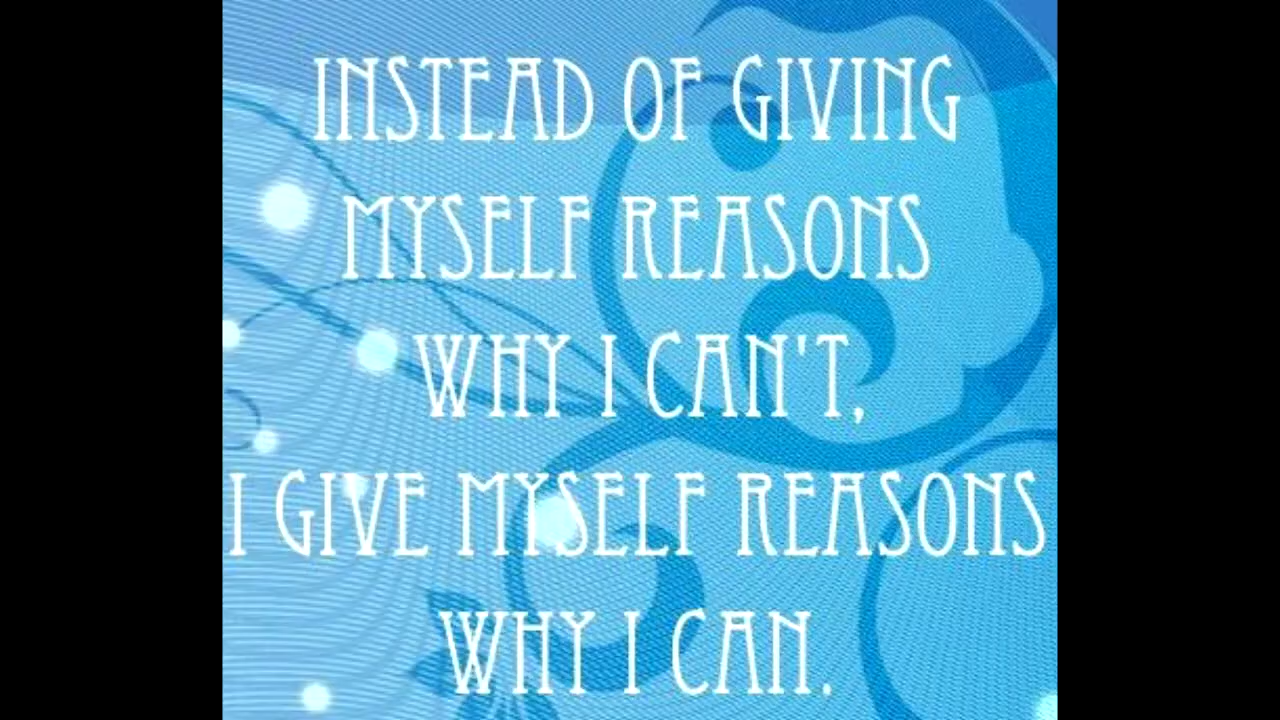 INSTEAD OF GIVING
MYSELF REASONS
WHY I CAN'T,
I GIVE MYSELF REASONS
WHY I CAN.